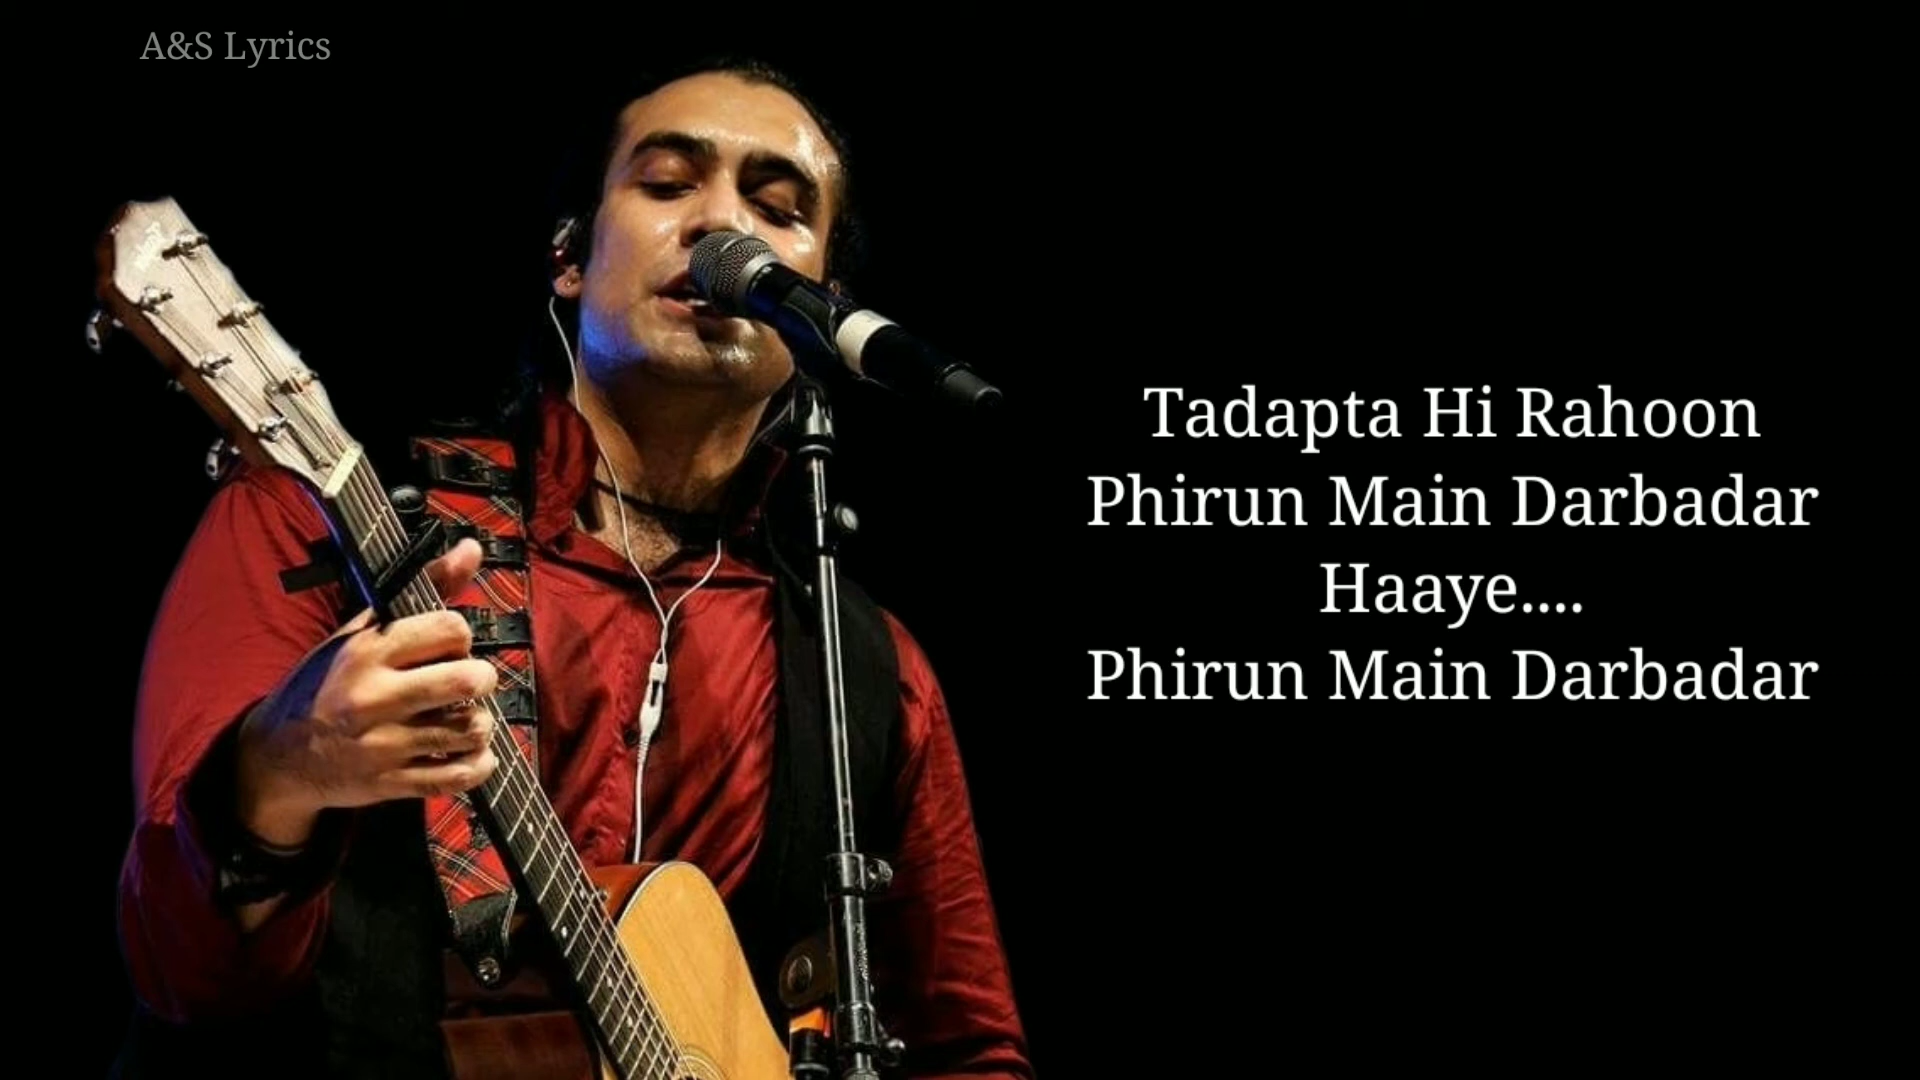 A&S Lyrics
Tadapta Hi Rahoon
Phirun Main Darbadar
Haaye....
Phirun Main Darbadar